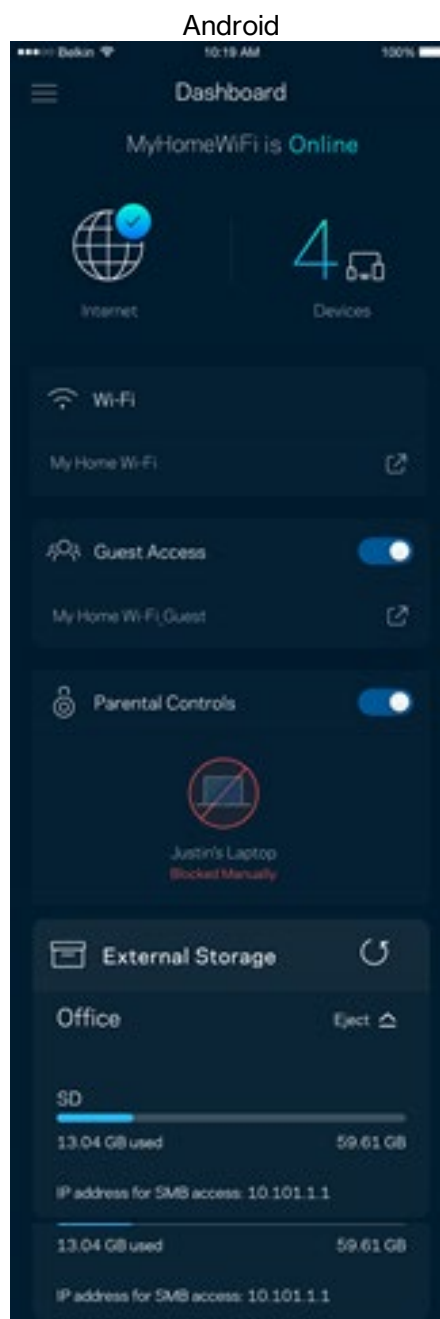 Android
Belkin 10:19 AM 100%
Dashboard
MyHomeWiFi is Online
4
Internet Devices
Wi-Fi
My Home Wi-Fi
Guest Access
My Home Wi-Fi_Guest
Parental Controls
Justin's Laptop
Blocked Manually
External Storage
Office Eject
SD
13.04 GB used 59.61 GB
IP address for SMB access: 10.101.1.1
13.04 GB used 59.61 GB
IP address for SMB access: 10.101.1.1